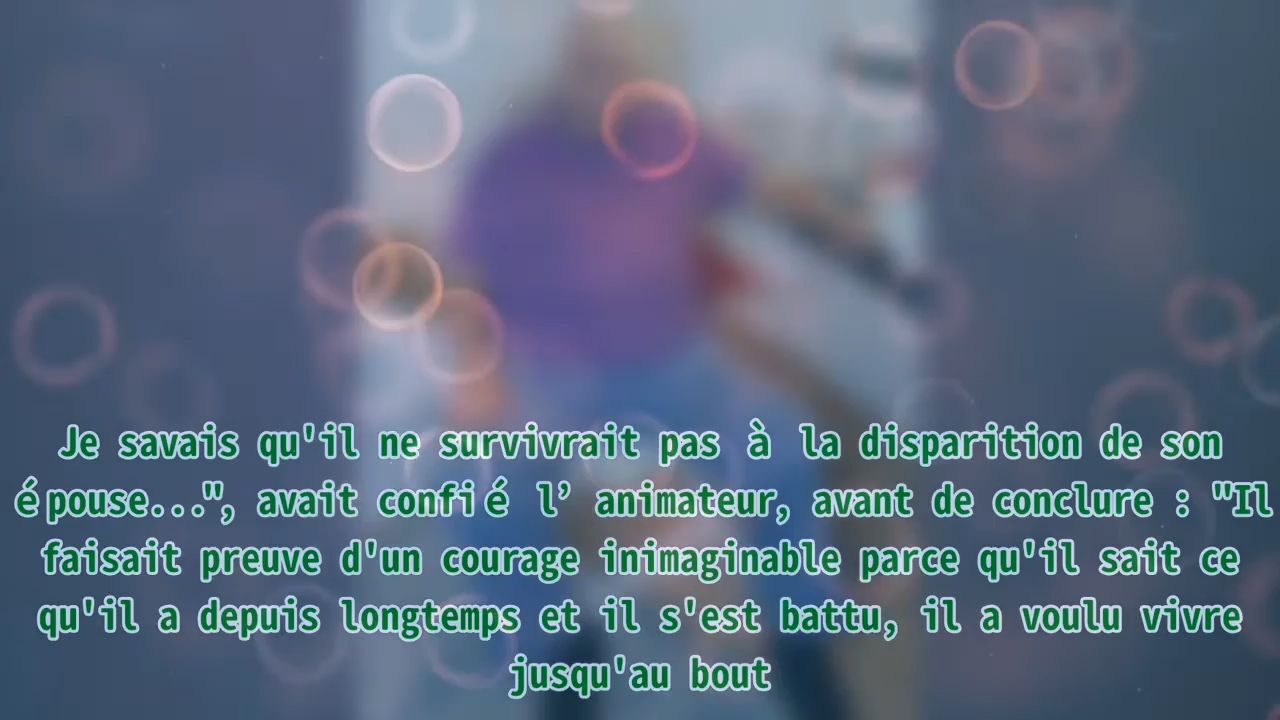 Je savais qu'il ne survivrait pas à la disparition de son
épouse...", avait confié l’ animateur, avant de conclure : "Il
faisait preuve d'un courage inimaginable parce qu'il sait ce
qu'il a depuis longtemps et il s'est battu, il a voulu vivre
jusqu'au bout